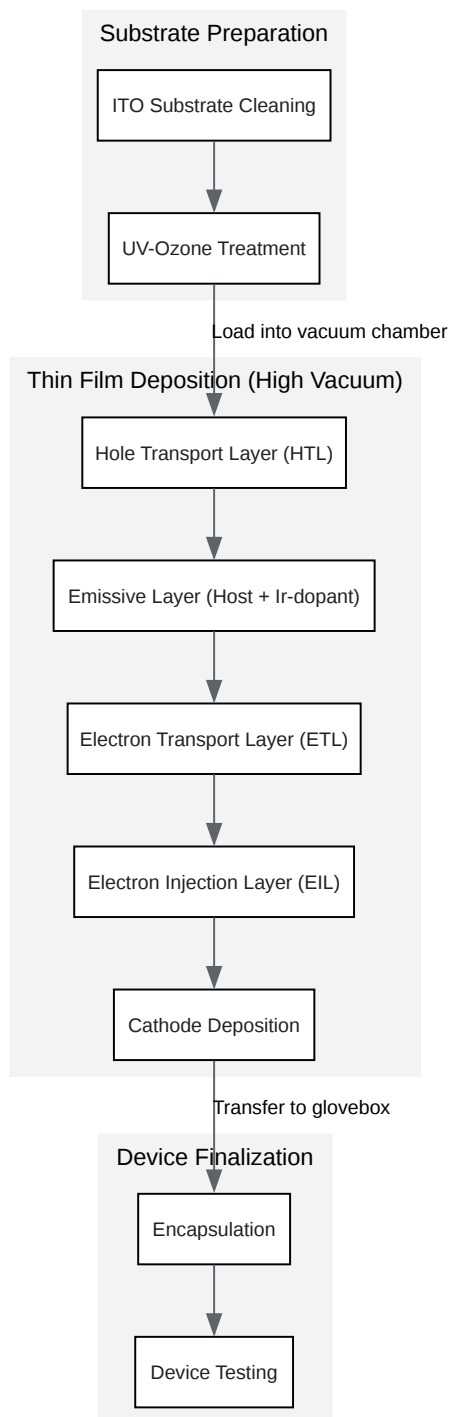 Substrate Preparation
ITO Substrate Cleaning
UV-Ozone Treatment
Load into vacuum chamber
Thin Film Deposition (High Vacuum)
Hole Transport Layer (HTL)
Emissive Layer (Host + Ir-dopant)
Electron Transport Layer (ETL)
Electron Injection Layer (EIL)
Cathode Deposition
Transfer to glovebox
Device Finalization
Encapsulation
Device Testing